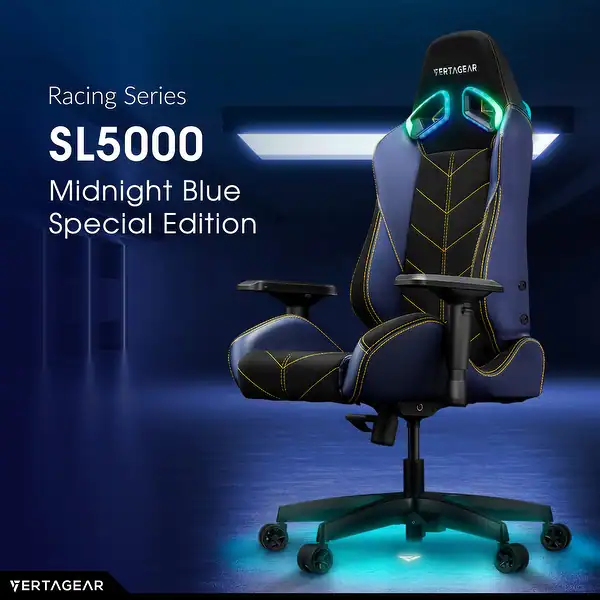 VERTAGEAR
Racing Series
SL5000
Midnight Blue
Special Edition
VERTAGEAR